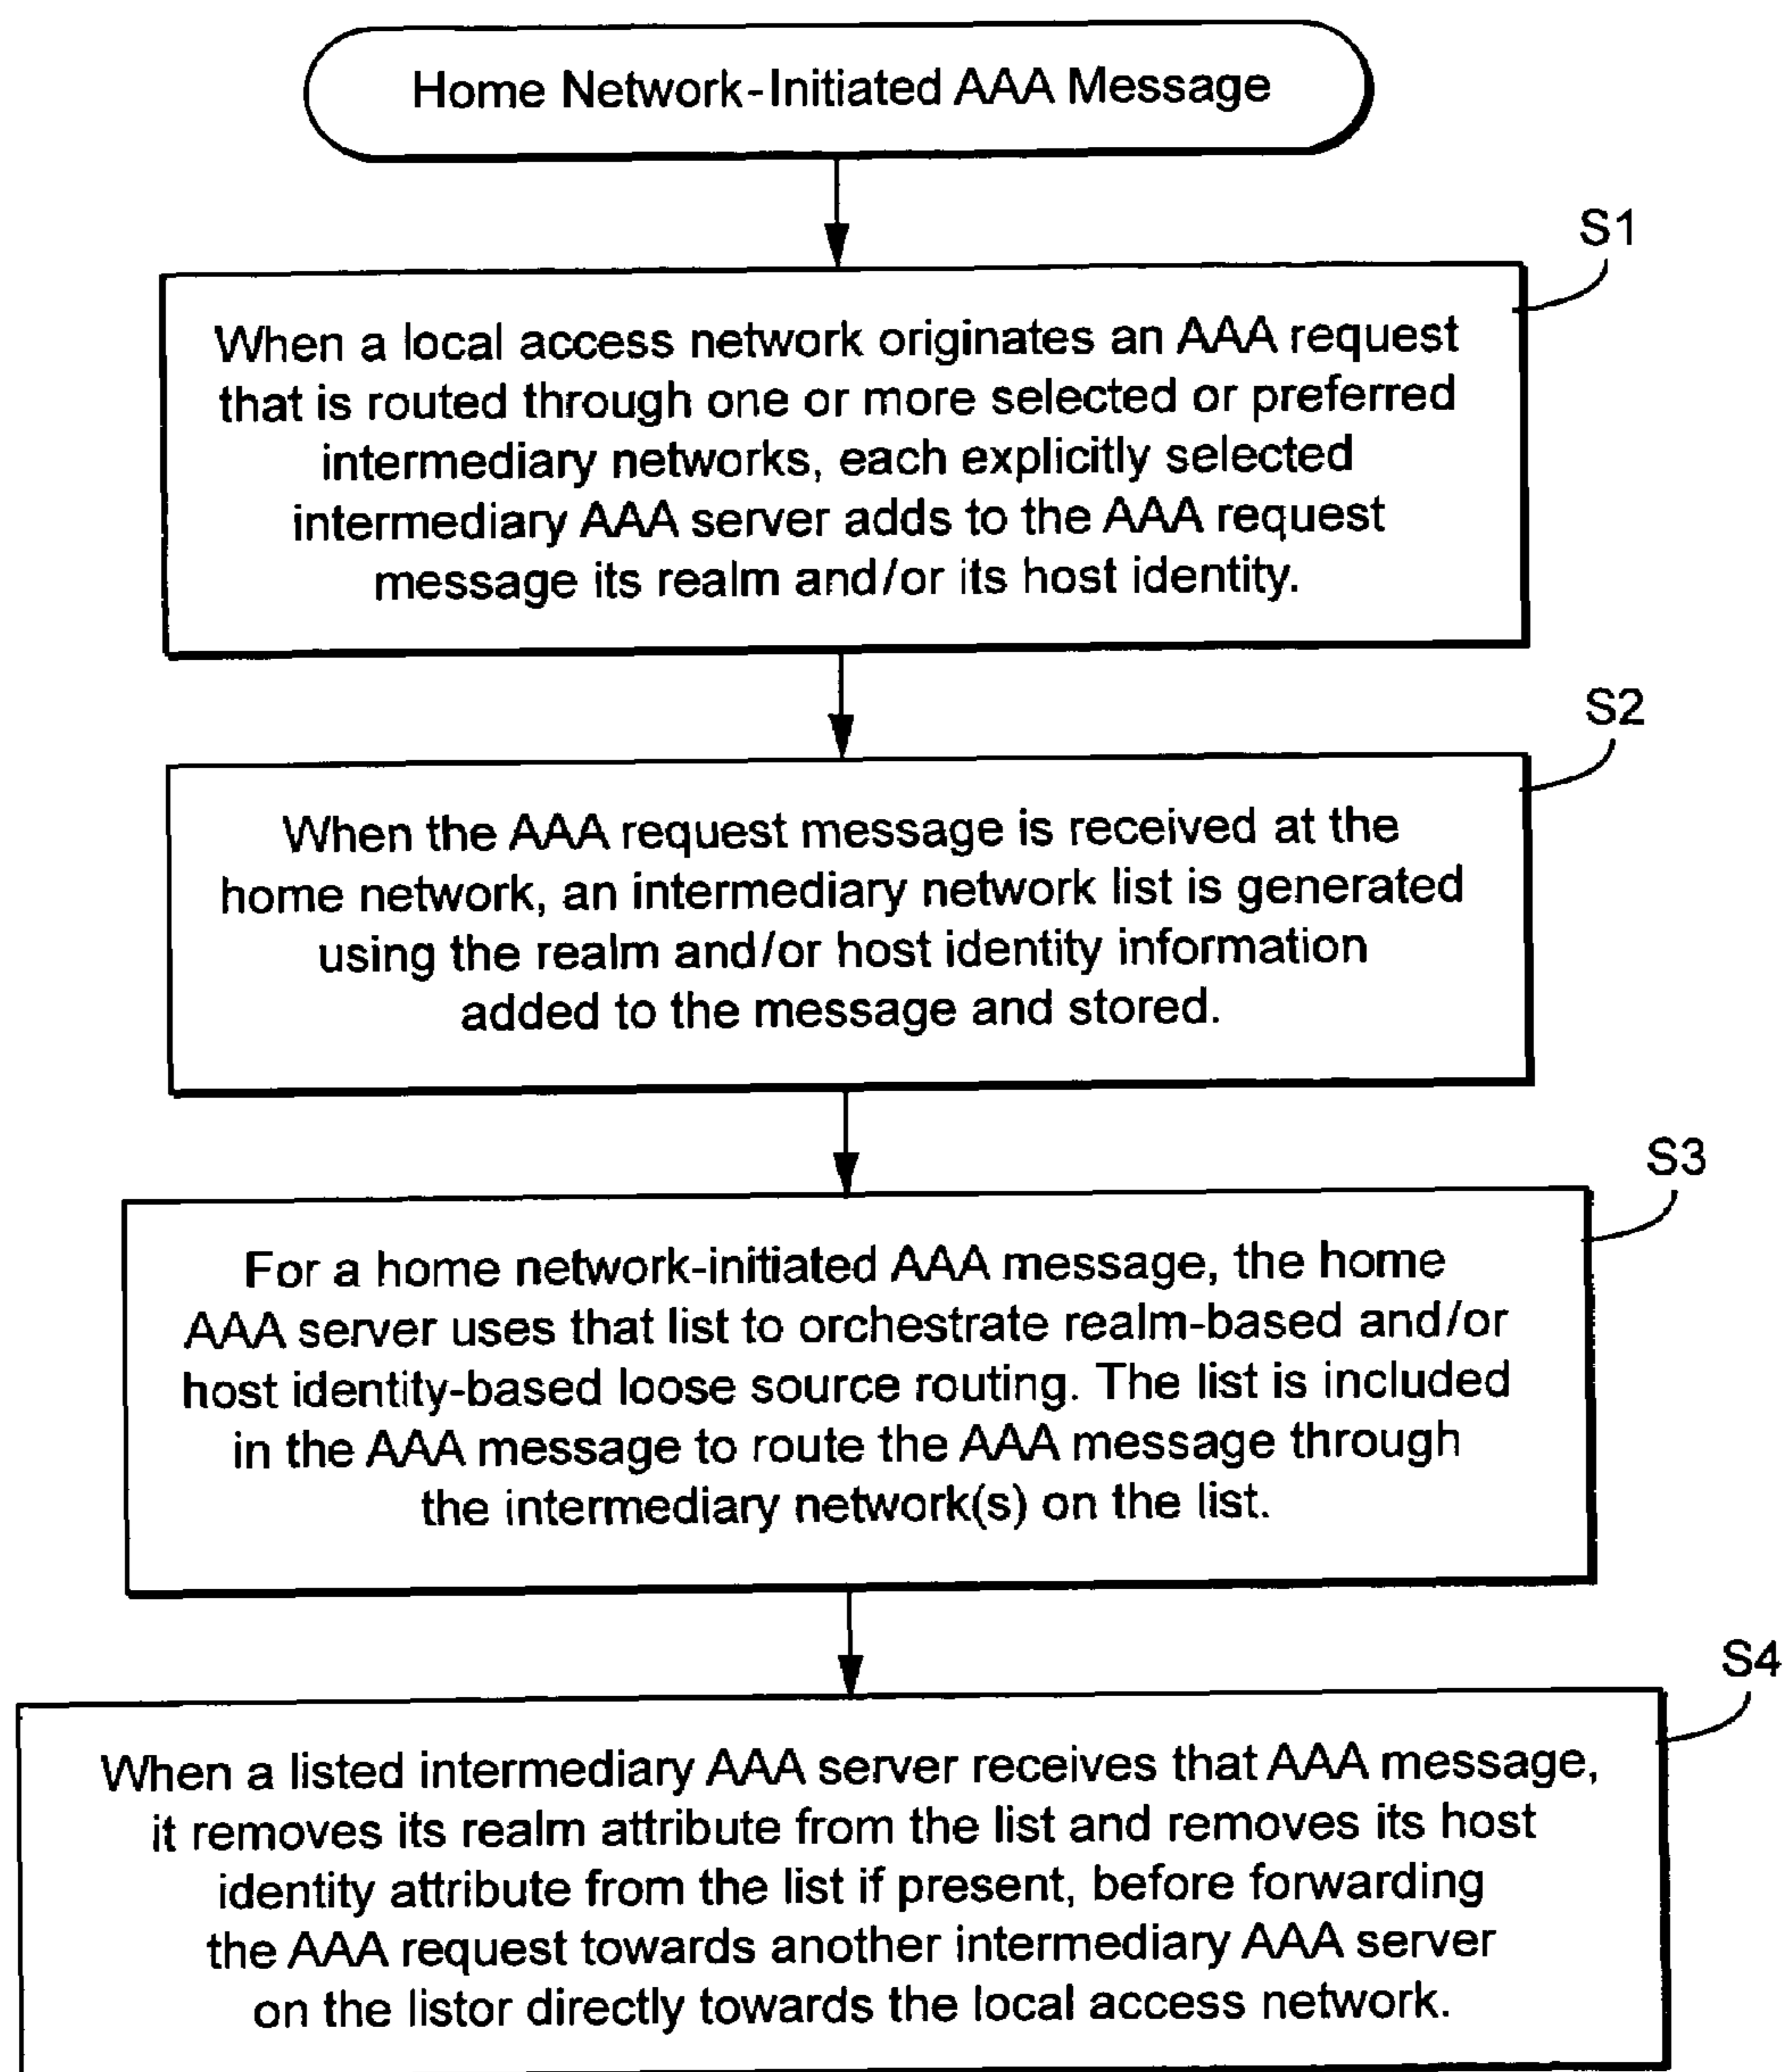 Home Network-Initiated AAA Message
S1
When a local access network originates an AAA request
that is routed through one or more selected or preferred
intermediary networks, each explicitly selected
intermediary AAA server adds to the AAA request
message its realm and/or its host identity.
S2
When the AAA request message is received at the
home network, an intermediary network list is generated
using the realm and/or host identity information
added to the message and stored.
S3
For a home network-initiated AAA message, the home
AAA server uses that list to orchestrate realm-based and/or
host identity-based loose source routing. The list is included
in the AAA message to route the AAA message through
the intermediary network(s) on the list.
S4
When a listed intermediary AAA server receives that AAA message,
it removes its realm attribute from the list and removes its host
identity attribute from the list if present, before forwarding
the AAA request towards another intermediary AAA server
on the listor directly towards the local access network.